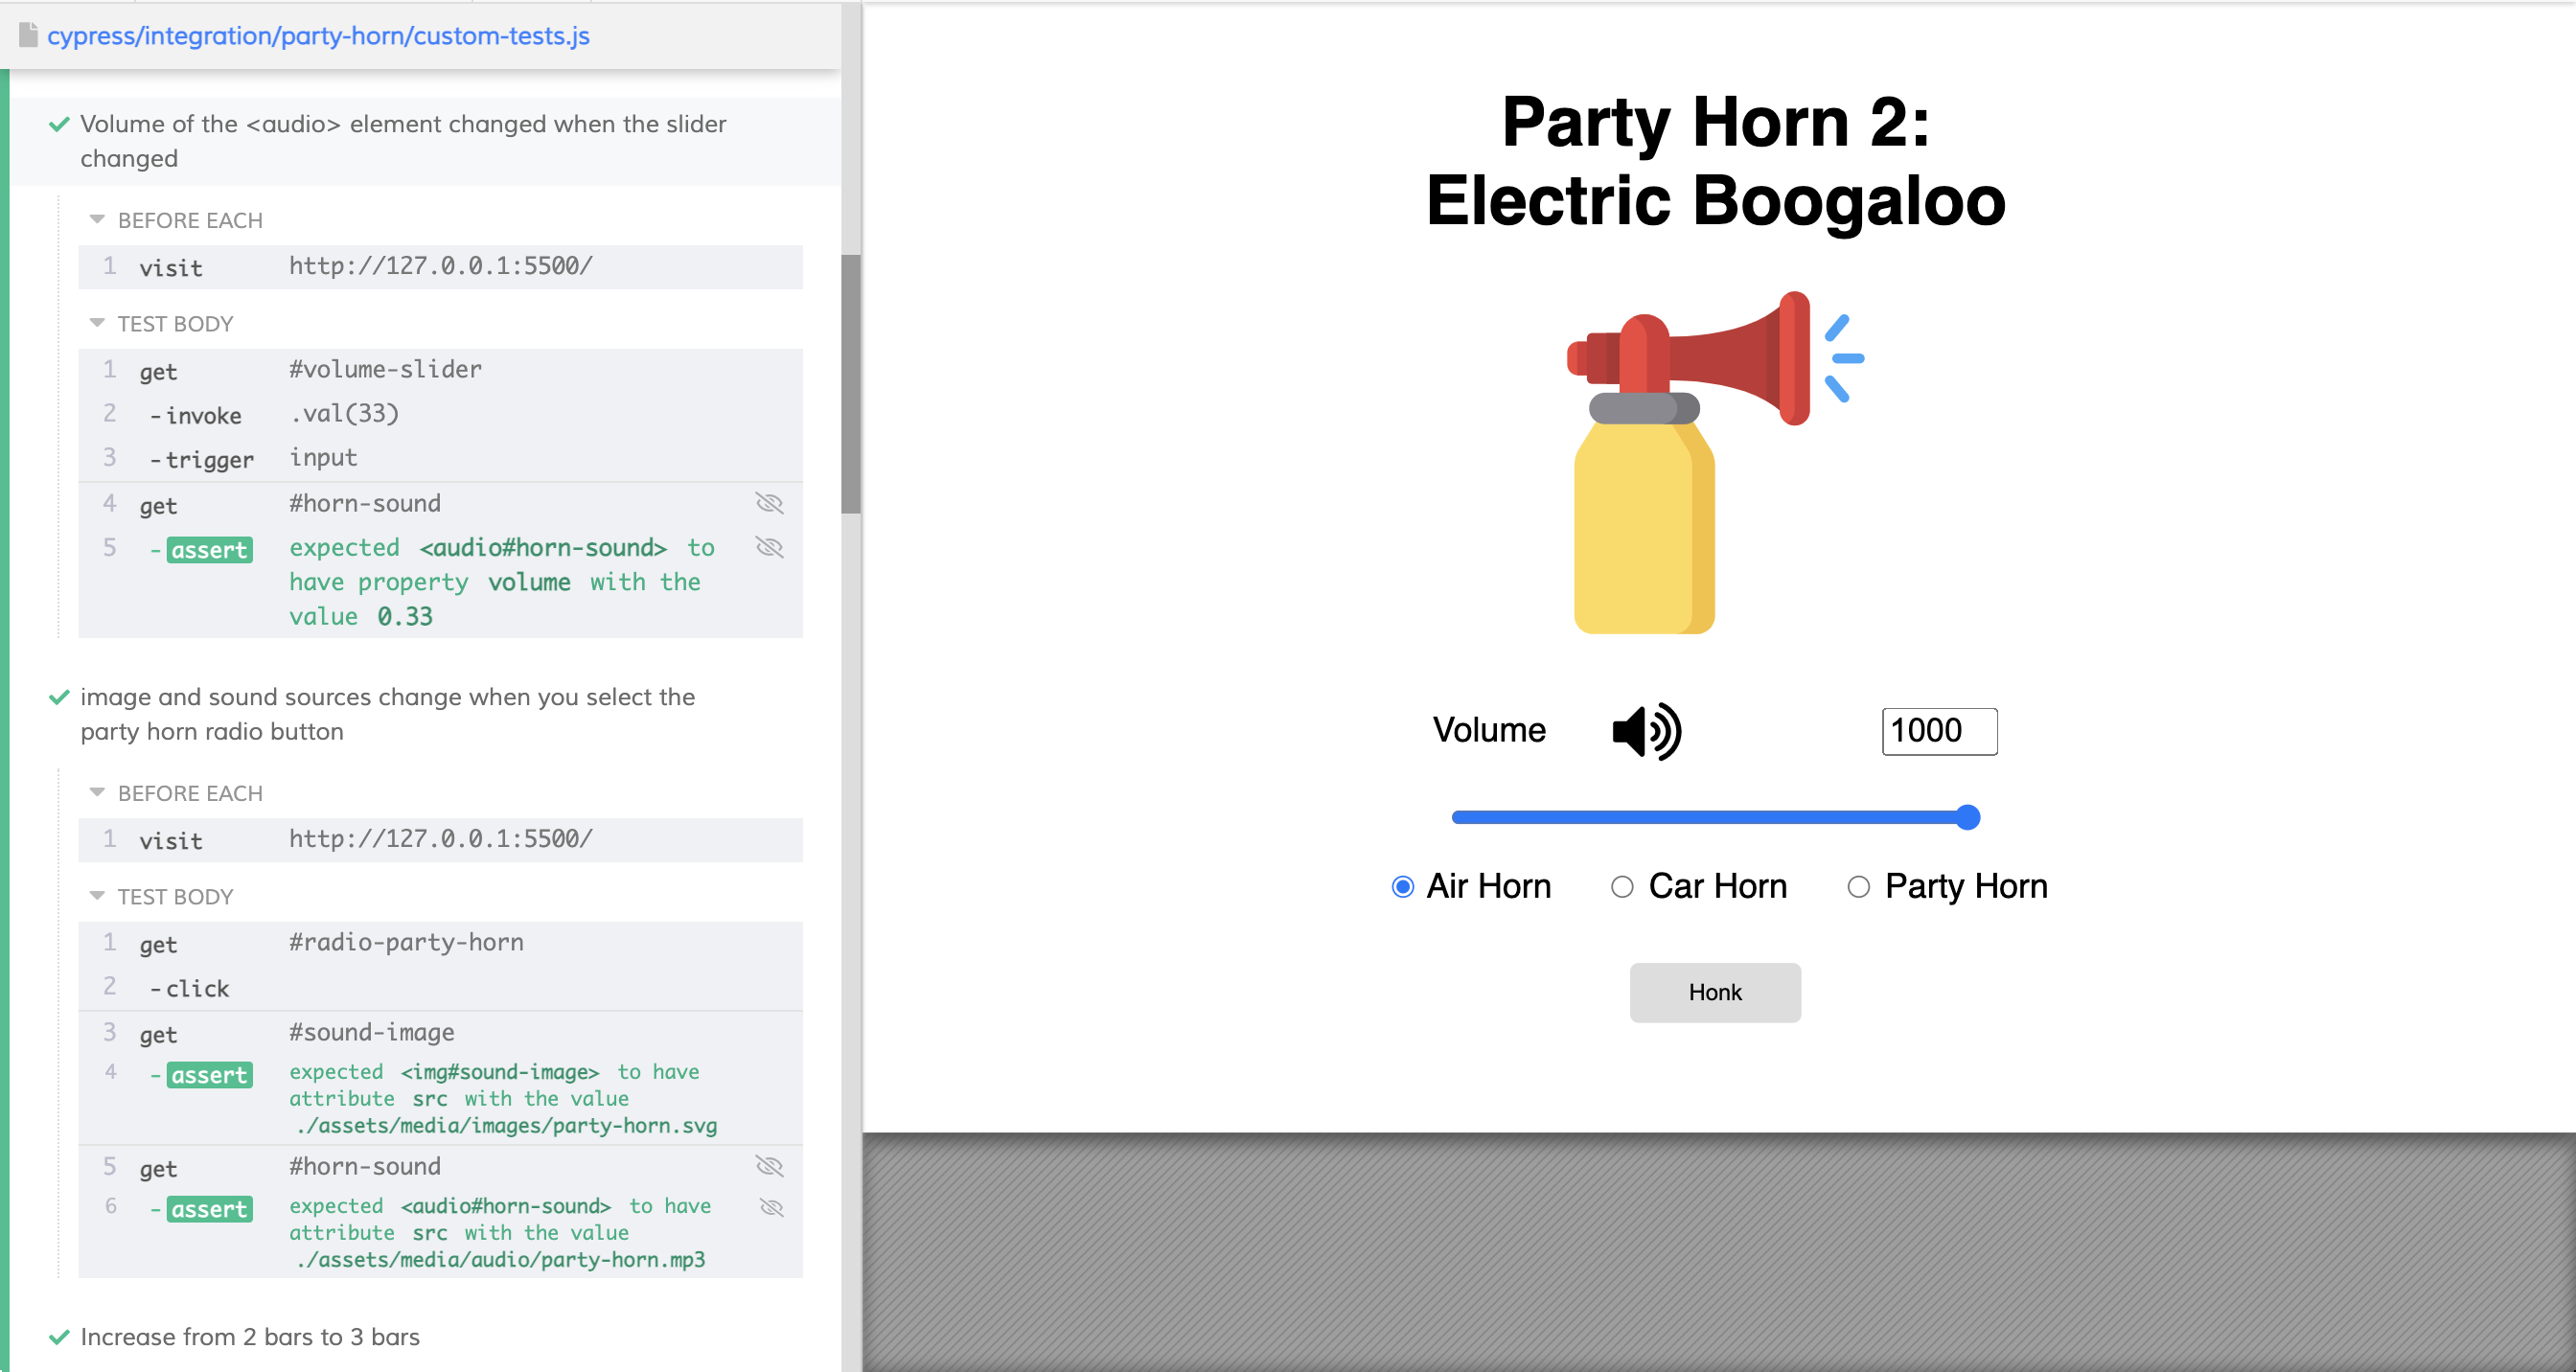 cypress/integration/party-horn/custom-tests.js
Volume of the <audio> element changed when the slider
changed
BEFORE EACH
1 visit http://127.0.0.1:5500/
TEST BODY
1 get #volume-slider
2 -invoke .val(33)
3 -trigger input
4 get #horn-sound
5 -assert expected <audio#horn-sound> to
have property volume with the
value 0.33
image and sound sources change when you select the
party horn radio button
BEFORE EACH
1 visit http://127.0.0.1:5500/
TEST BODY
1 get #radio-party-horn
2 -click
3 get #sound-image
4 -assert expected <img#sound-image> to have
attribute src with the value
./assets/media/images/party-horn.svg
5 get #horn-sound
6 -assert expected <audio#horn-sound> to have
attribute src with the value
./assets/media/audio/party-horn.mp3
Increase from 2 bars to 3 bars
Party Horn 2:
Electric Boogaloo
Volume 1000
Air Horn Car Horn Party Horn
Honk